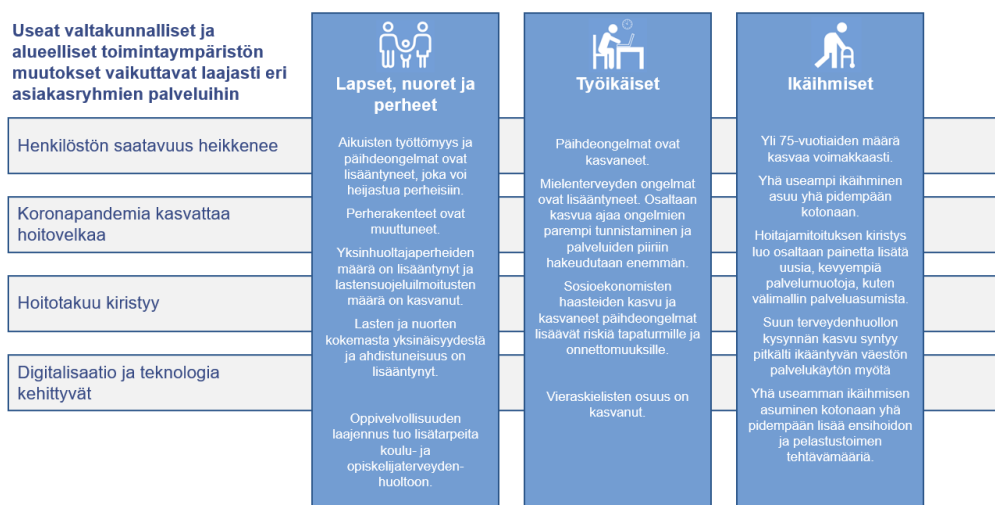 Useat valtakunnalliset ja
alueelliset toimintaympäristön
muutokset vaikuttavat laajasti eri
asiakasryhmien palveluihin
Henkilöstön saatavuus heikkenee
Koronapandemia kasvattaa
hoitovelkaa
Hoitotakuu kiristyy
Digitalisaatio ja teknologia
kehittyvät
Lapset, nuoret ja
perheet
Aikuisten työttömyys ja
päihdeongelmat ovat
lisääntyneet, joka voi
heijastua perheisiin.
Perherakenteet ovat
muuttuneet.
Yksinhuoltajaperheiden
määrä on lisääntynyt ja
lastensuojeluilmoitusten
määrä on kasvanut.
Lasten ja nuorten
kokemasta yksinäisyydestä
ja ahdistuneisuus on
lisääntynyt.
Oppivelvollisuuden
laajennus tuo lisätarpeita
koulu- ja
opiskelijaterveyden-
huoltoon.
Työikäiset
Päihdeongelmat ovat
kasvaneet.
Mielenterveyden ongelmat
ovat lisääntyneet. Osaltaan
kasvua ajaa ongelmien
parempi tunnistaminen ja
palveluiden piiriin
hakeudutaan enemmän.
Sosioekonomisten
haasteiden kasvu ja
kasvaneet päihdeongelmat
lisäävät riskiä tapaturmille ja
onnettomuuksille.
Vieraskielisten osuus on
kasvanut.
Ikäihmiset
Yli 75-vuotiaiden määrä
kasvaa voimakkaasti.
Yhä useampi ikäihminen
asuu yhä pidempään
kotonaan.
Hoitajamitoituksen kiristys
luo osaltaan painetta lisätä
uusia, kevyempiä
palvelumuotoja, kuten
välimallin palveluasumista.
Suun terveydenhuollon
kysynnän kasvu syntyy
pitkälti ikääntyvän väestön
palvelukäytön myötä
Yhä useamman ikäihmisen
asuminen kotonaan yhä
pidempään lisää ensihoidon
ja pelastustoimen
tehtävämääriä.